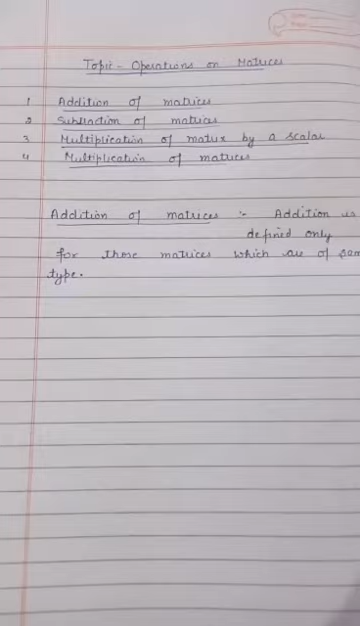 Topic - Operations on Matrices
1 Addition of matrices
2 Subtraction of matrices
3 Multiplication of matrix by a scalar
4 Multiplication of matrices
Addition of matrices :- Addition is
defined only
for those matrices which are of sam
type.